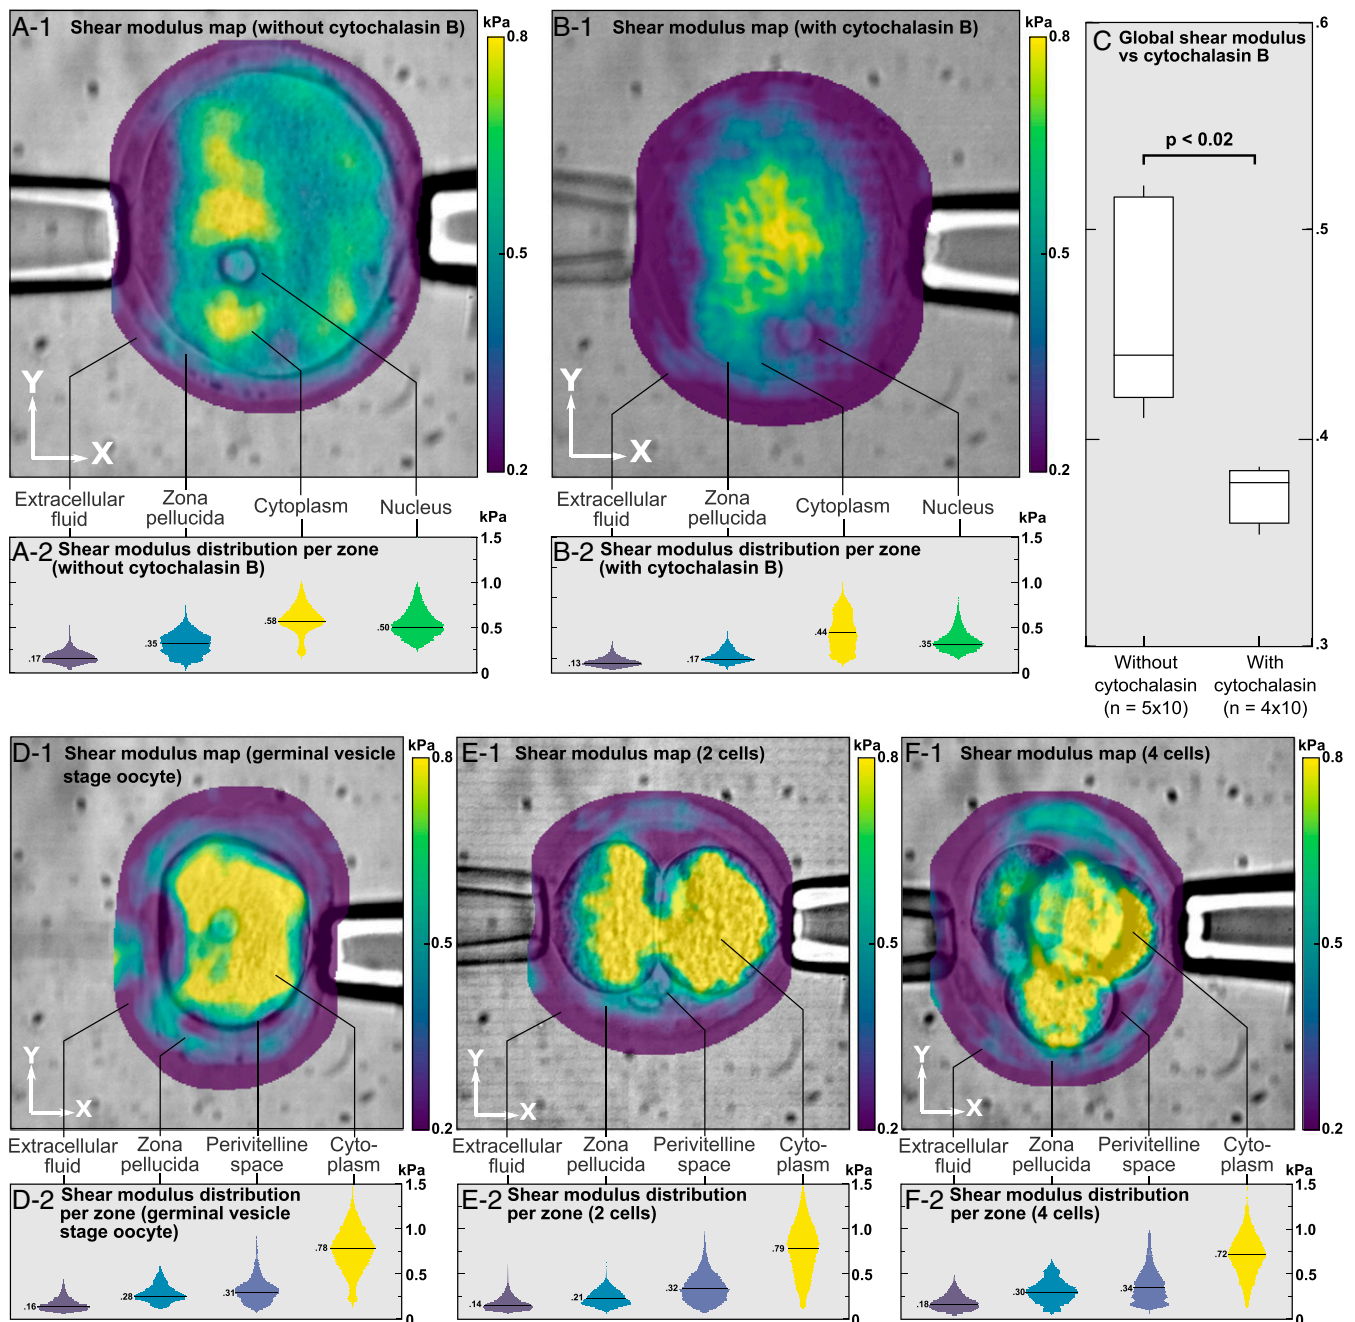 A-1 Shear modulus map (without cytochalasin B)
kPa
0.8
0.5
0.2
Y
X
Extracellular
fluid
Zona
pellucida
Cytoplasm
Nucleus
B-1 Shear modulus map (with cytochalasin B)
kPa
0.8
0.5
0.2
Y
X
Extracellular
fluid
Zona
pellucida
Cytoplasm
Nucleus
C Global shear modulus
vs cytochalasin B
p < 0.02
.6
.5
.4
.3
Without
cytochalasin
(n = 5x10)
With
cytochalasin
(n = 4x10)
A-2 Shear modulus distribution per zone
(without cytochalasin B)
kPa
1.5
1.0
0.5
0
.17
.35
.58
.50
B-2 Shear modulus distribution per zone
(with cytochalasin B)
kPa
1.5
1.0
0.5
0
.13
.17
.44
.35
D-1 Shear modulus map (germinal vesicle
stage oocyte)
kPa
0.8
0.5
0.2
Y
X
Extracellular
fluid
Zona
pellucida
Perivitelline
space
Cyto-
plasm
E-1 Shear modulus map (2 cells)
kPa
0.8
0.5
0.2
Y
X
Extracellular
fluid
Zona
pellucida
Perivitelline
space
Cyto-
plasm
F-1 Shear modulus map (4 cells)
kPa
0.8
0.5
0.2
Y
X
Extracellular
fluid
Zona
pellucida
Perivitelline
space
Cyto-
plasm
D-2 Shear modulus distribution
per zone (germinal vesicle
stage oocyte)
kPa
1.5
1.0
0.5
0
.16
.28
.31
.78
E-2 Shear modulus distribution
per zone (2 cells)
kPa
1.5
1.0
0.5
0
.14
.21
.32
.79
F-2 Shear modulus distribution
per zone (4 cells)
kPa
1.5
1.0
0.5
0
.18
.30
.34
.72